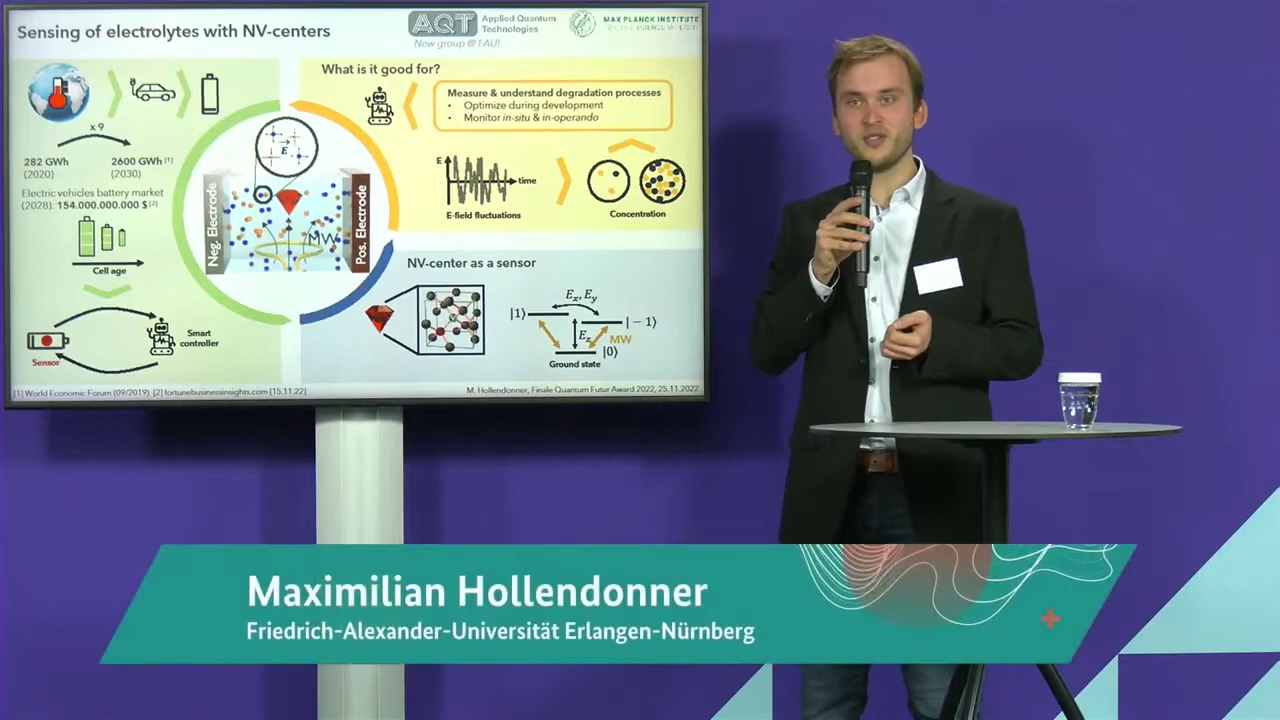 Sensing of electrolytes with NV-centers
AQT
Applied Quantum
Technologies
New group @ FAU!
MAX PLANCK INSTITUTE
x 9
282 GWh
(2020)
2600 GWh [1]
(2030)
Electric vehicles battery market
(2028): 154.000.000.000 $[2]
Cell age
Sensor
Smart
controller
E
Neg. Electrode
MW
Pos. Electrode
What is it good for?
Measure & understand degradation processes
• Optimize during development
• Monitor in-situ & in-operando
E
time
E-field fluctuations
Concentration
NV-center as a sensor
Ex, Ey
|1⟩
|−1⟩
Ez
MW
|0⟩
Ground state
[1] World Economic Forum (09/2019) [2] fortunebusinessinsights.com [15.11.22]
M. Hollendonner, Finale Quantum Futur Award 2022, 25.11.2022
Maximilian Hollendonner
Friedrich-Alexander-Universität Erlangen-Nürnberg